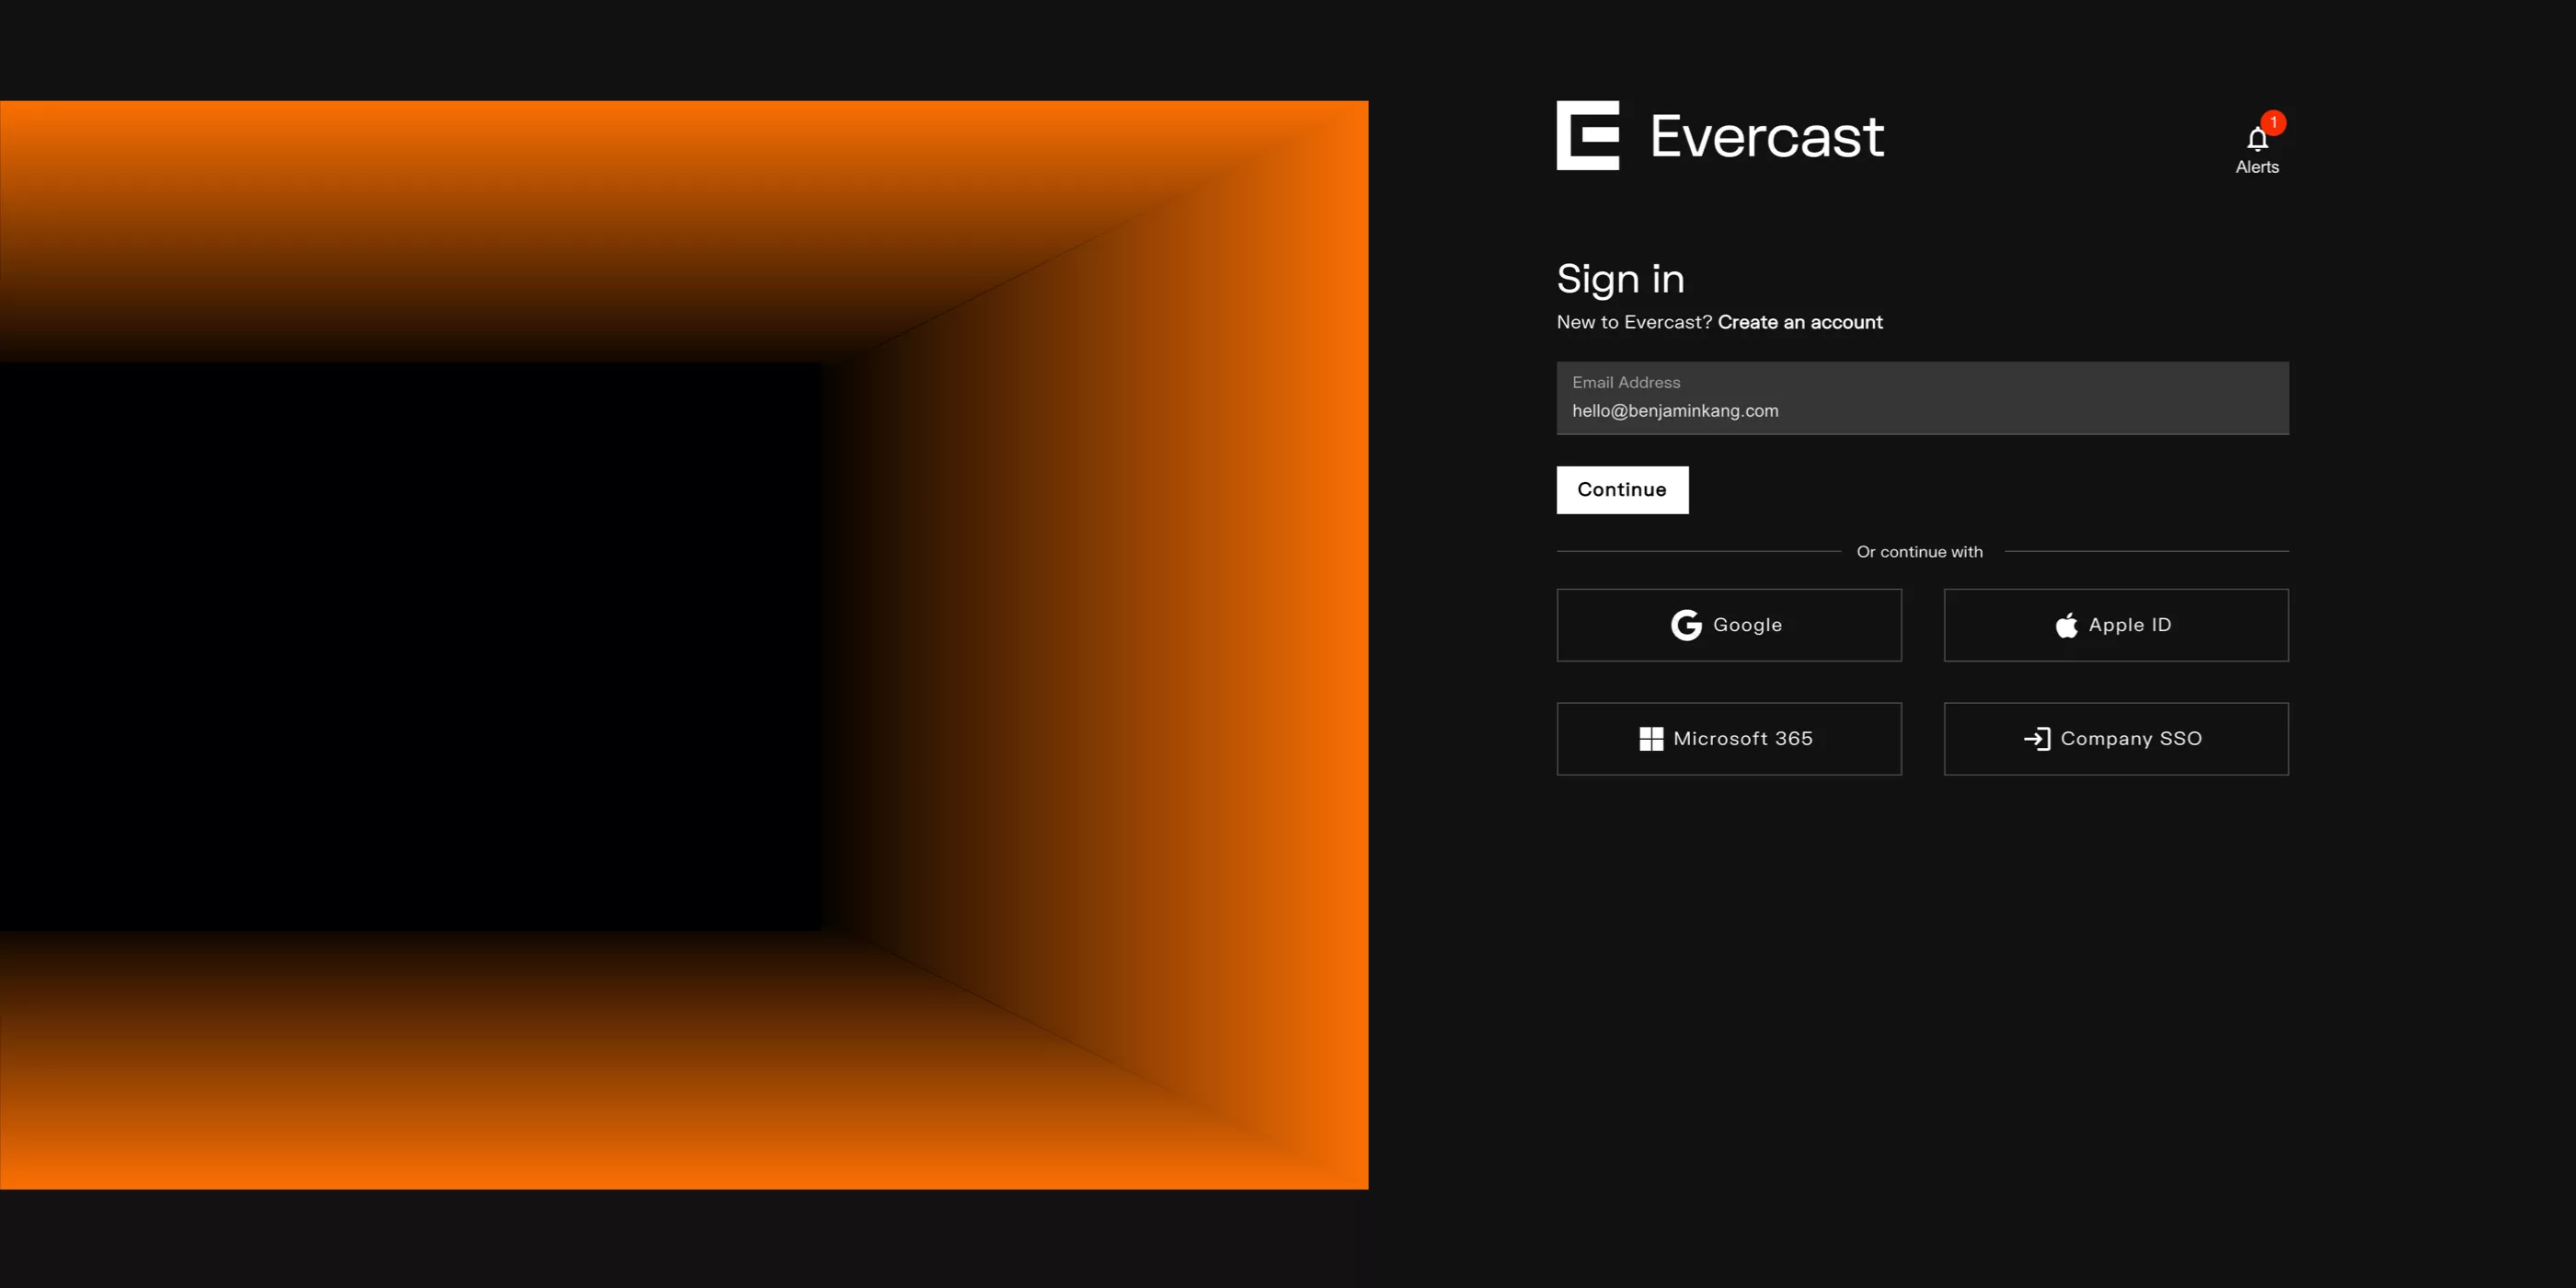 Evercast
1
Alerts
Sign in
New to Evercast? Create an account
Email Address
hello@benjaminkang.com
Continue
Or continue with
Google
Apple ID
Microsoft 365
Company SSO